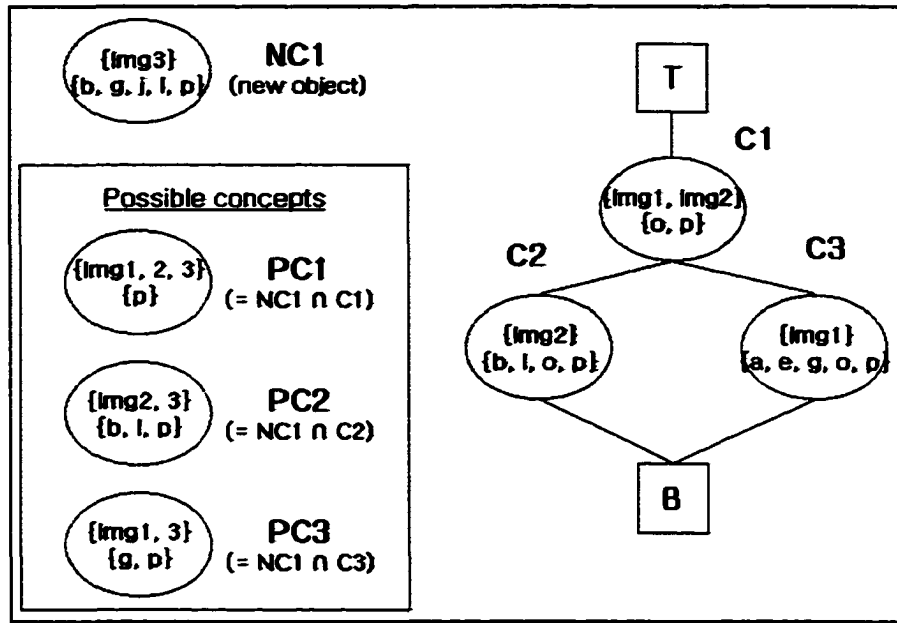 {img3}
{b, g, j, l, p}
NC1
(new object)
Possible concepts
{img1, 2, 3}
{p}
PC1
(= NC1 ∩ C1)
{img2, 3}
{b, l, p}
PC2
(= NC1 ∩ C2)
{img1, 3}
{g, p}
PC3
(= NC1 ∩ C3)
T
C1
{img1, img2}
{o, p}
C2
C3
{img2}
{b, l, o, p}
{img1}
{a, e, g, o, p}
B